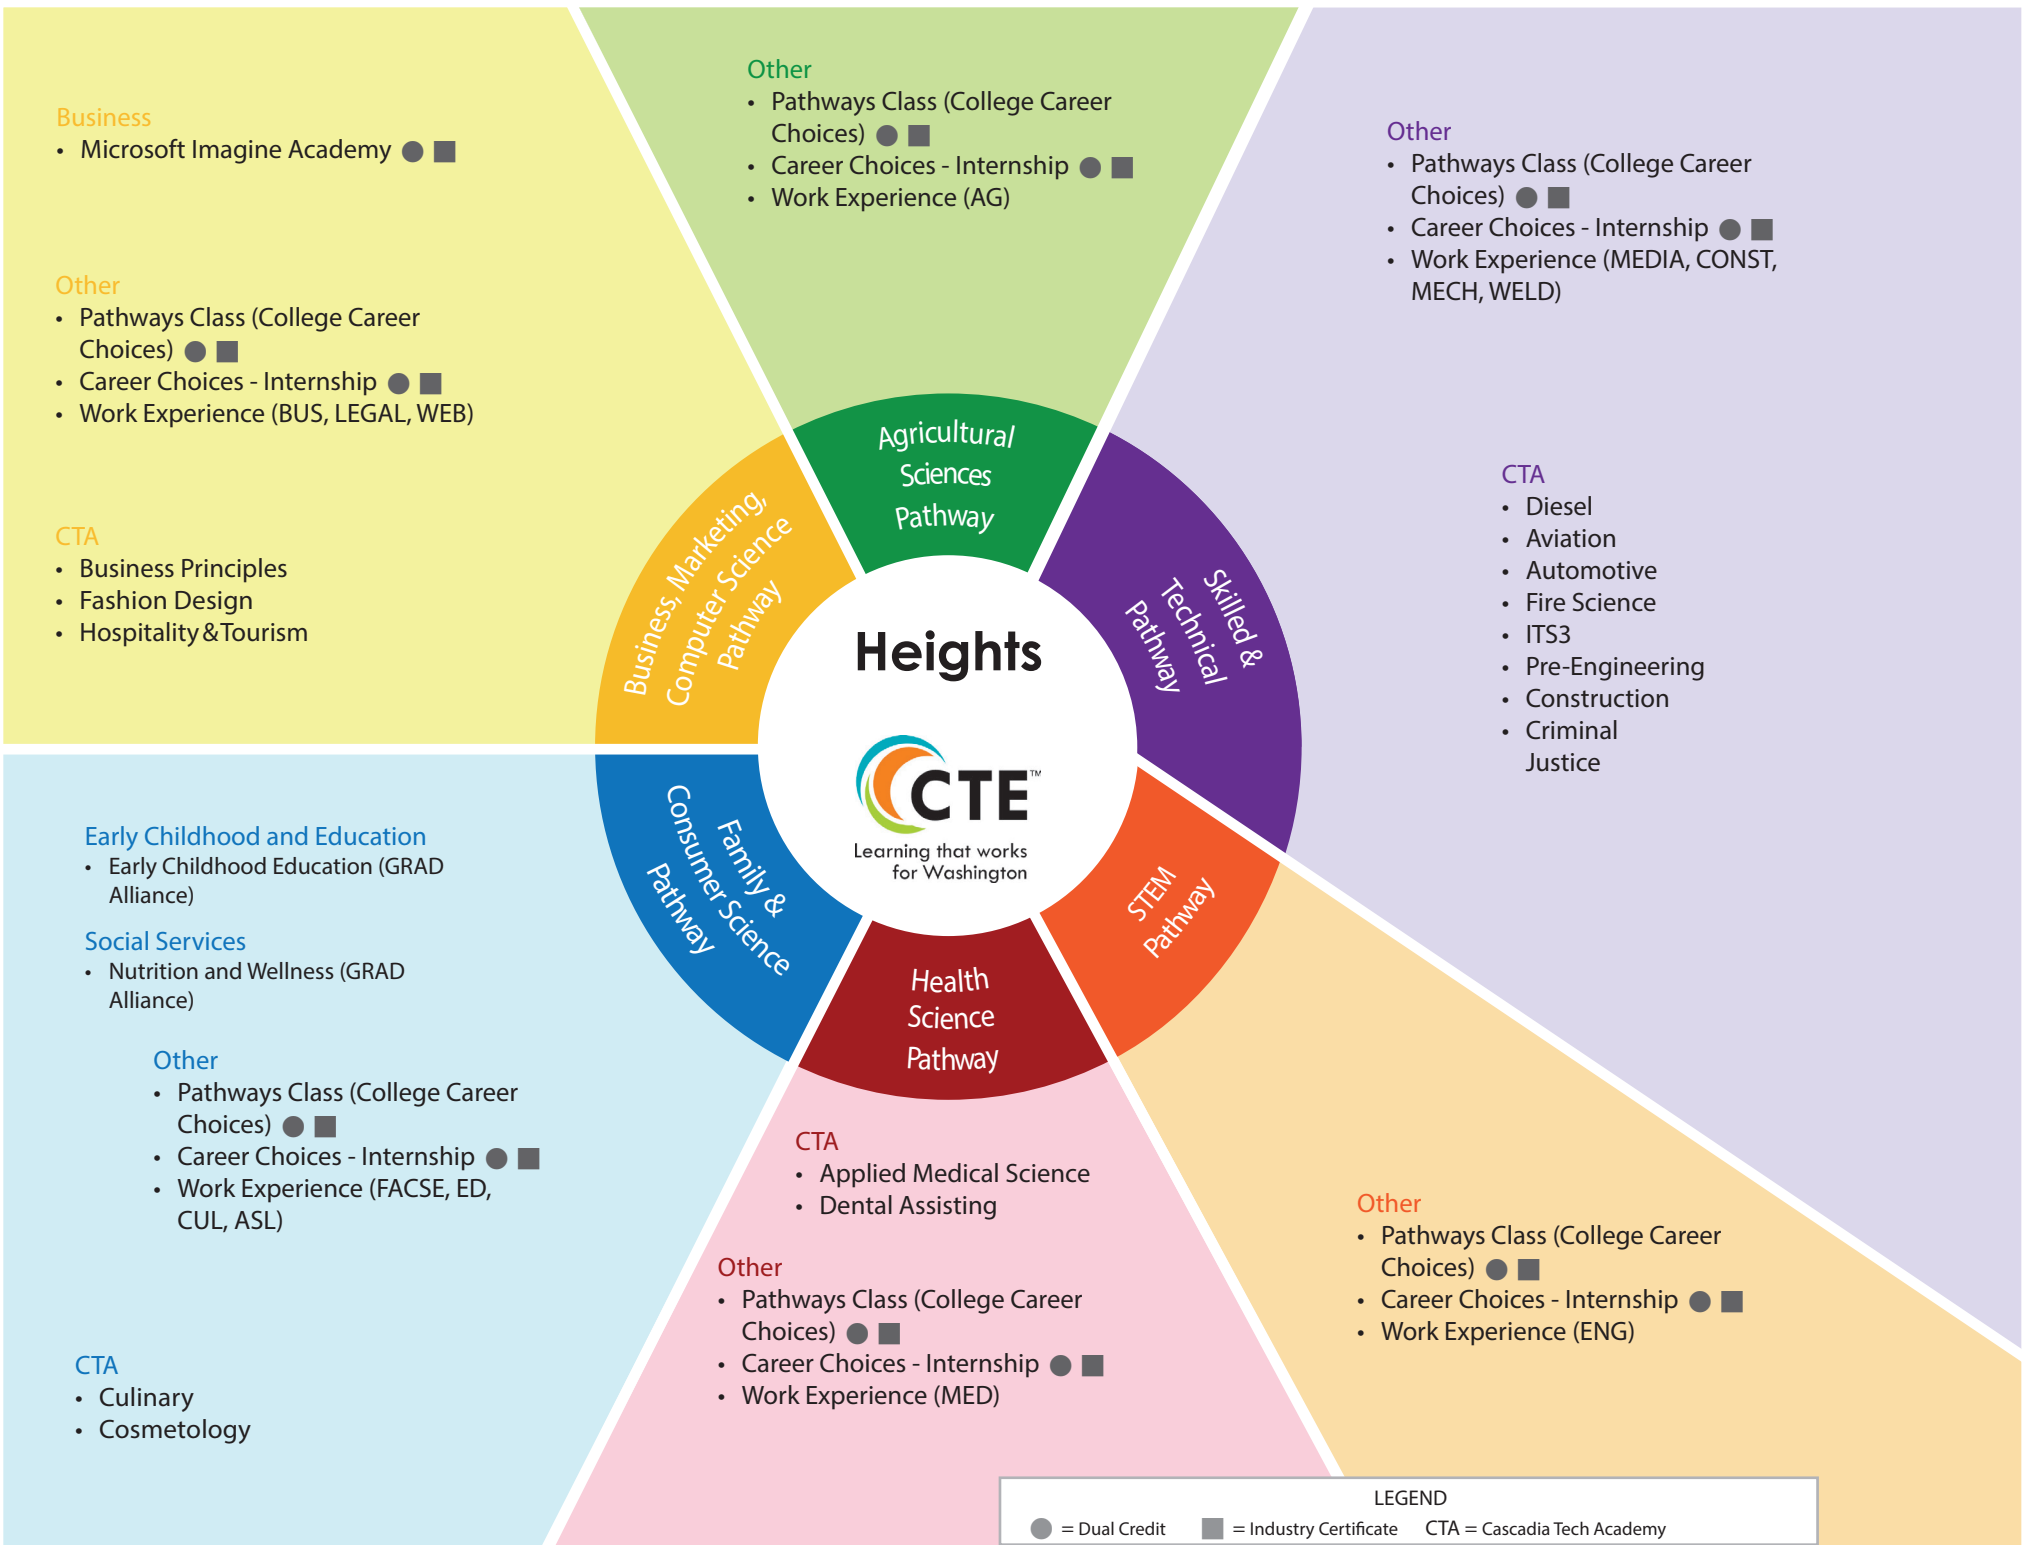 Business
• Microsoft Imagine Academy
Other
• Pathways Class (College Career
Choices)
• Career Choices - Internship
• Work Experience (BUS, LEGAL, WEB)
CTA
• Business Principles
• Fashion Design
• Hospitality & Tourism
Other
• Pathways Class (College Career
Choices)
• Career Choices - Internship
• Work Experience (AG)
Other
• Pathways Class (College Career
Choices)
• Career Choices - Internship
• Work Experience (MEDIA, CONST,
MECH, WELD)
CTA
• Diesel
• Aviation
• Automotive
• Fire Science
• ITS3
• Pre-Engineering
• Construction
• Criminal
Justice
Business, Marketing,
Computer Science
Pathway
Agricultural
Sciences
Pathway
Skilled &
Technical
Pathway
Heights
CTE™
Learning that works
for Washington
Family &
Consumer Science
Pathway
Health
Science
Pathway
STEM
Pathway
Early Childhood and Education
• Early Childhood Education (GRAD
Alliance)
Social Services
• Nutrition and Wellness (GRAD
Alliance)
Other
• Pathways Class (College Career
Choices)
• Career Choices - Internship
• Work Experience (FACSE, ED,
CUL, ASL)
CTA
• Culinary
• Cosmetology
CTA
• Applied Medical Science
• Dental Assisting
Other
• Pathways Class (College Career
Choices)
• Career Choices - Internship
• Work Experience (MED)
Other
• Pathways Class (College Career
Choices)
• Career Choices - Internship
• Work Experience (ENG)
LEGEND
= Dual Credit = Industry Certificate CTA = Cascadia Tech Academy